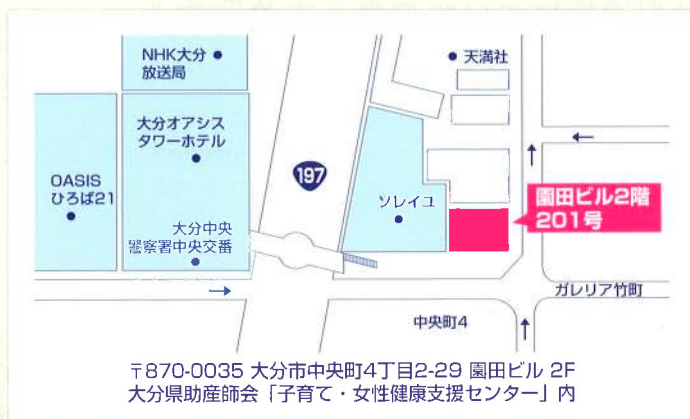 NHK大分
放送局
天満社
大分オアシス
タワーホテル
197
OASIS
ひろば21
ソレイユ
園田ビル2階
201号
大分中央
警察署中央交番
ガレリア竹町
中央町4
〒870-0035 大分市中央町4丁目2-29 園田ビル 2F
大分県助産師会「子育て・女性健康支援センター」内